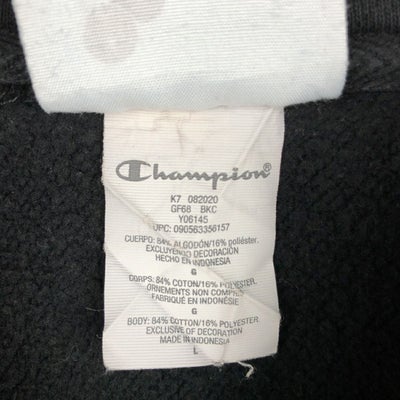 Champion®
K7 082020
GF68 BKC
Y06145
UPC: 090563356157
CUERPO: 84% ALGODÓN/16% poliéster.
EXCLUYENDO DECORACIÓN
HECHO EN INDONESIA
G
CORPS: 84% COTON/16% POLYESTER
ORNEMENTS NON COMPRIS
FABRIQUÉ EN INDONÉSIE
G
BODY: 84% COTTON/16% POLYESTER
EXCLUSIVE OF DECORATION
MADE IN INDONESIA
L